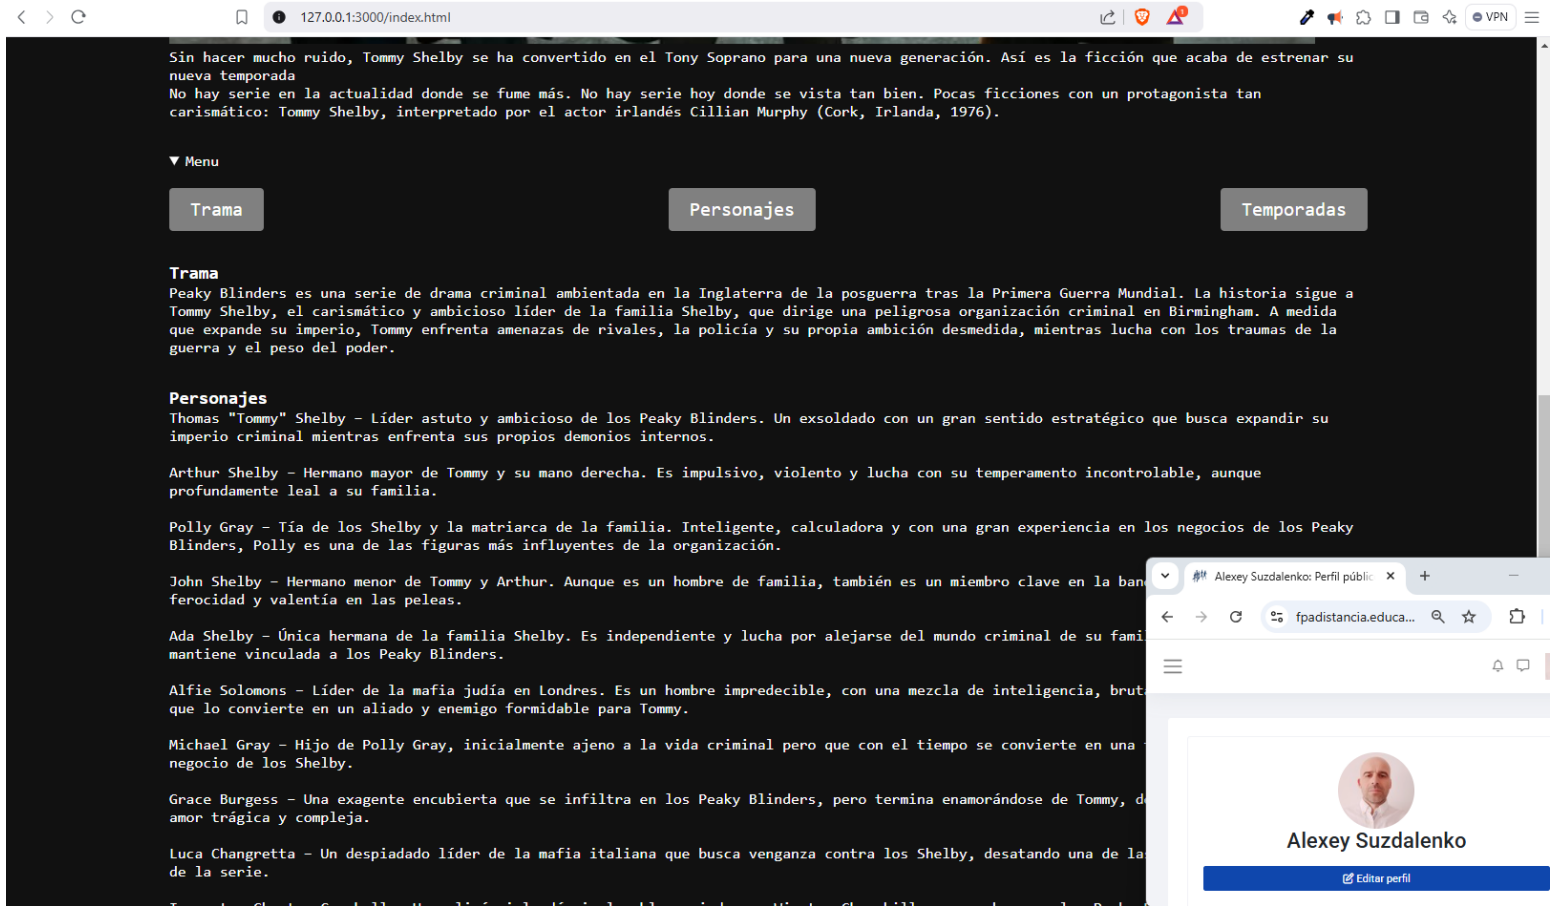 127.0.0.1:3000/index.html
1
VPN
Sin hacer mucho ruido, Tommy Shelby se ha convertido en el Tony Soprano para una nueva generación. Así es la ficción que acaba de estrenar su
nueva temporada
No hay serie en la actualidad donde se fume más. No hay serie hoy donde se vista tan bien. Pocas ficciones con un protagonista tan
carismático: Tommy Shelby, interpretado por el actor irlandés Cillian Murphy (Cork, Irlanda, 1976).
▼ Menu
Trama
Personajes
Temporadas
Trama
Peaky Blinders es una serie de drama criminal ambientada en la Inglaterra de la posguerra tras la Primera Guerra Mundial. La historia sigue a
Tommy Shelby, el carismático y ambicioso líder de la familia Shelby, que dirige una peligrosa organización criminal en Birmingham. A medida
que expande su imperio, Tommy enfrenta amenazas de rivales, la policía y su propia ambición desmedida, mientras lucha con los traumas de la
guerra y el peso del poder.
Personajes
Thomas "Tommy" Shelby – Líder astuto y ambicioso de los Peaky Blinders. Un exsoldado con un gran sentido estratégico que busca expandir su
imperio criminal mientras enfrenta sus propios demonios internos.
Arthur Shelby – Hermano mayor de Tommy y su mano derecha. Es impulsivo, violento y lucha con su temperamento incontrolable, aunque
profundamente leal a su familia.
Polly Gray – Tía de los Shelby y la matriarca de la familia. Inteligente, calculadora y con una gran experiencia en los negocios de los Peaky
Blinders, Polly es una de las figuras más influyentes de la organización.
John Shelby – Hermano menor de Tommy y Arthur. Aunque es un hombre de familia, también es un miembro clave en la
ferocidad y valentía en las peleas.
Ada Shelby – Única hermana de la familia Shelby. Es independiente y lucha por alejarse del mundo criminal de su
mantiene vinculada a los Peaky Blinders.
Alfie Solomons – Líder de la mafia judía en Londres. Es un hombre impredecible, con una mezcla de inteligencia,
que lo convierte en un aliado y enemigo formidable para Tommy.
Michael Gray – Hijo de Polly Gray, inicialmente ajeno a la vida criminal pero que con el tiempo se convierte en una
negocio de los Shelby.
Grace Burgess – Una exagente encubierta que se infiltra en los Peaky Blinders, pero termina enamorándose de Tommy,
amor trágica y compleja.
Luca Changretta – Un despiadado líder de la mafia italiana que busca venganza contra los Shelby, desatando una de
de la serie.
Alexey Suzdalenko: Perfil públic
fpadistancia.educa...
Alexey Suzdalenko
Editar perfil